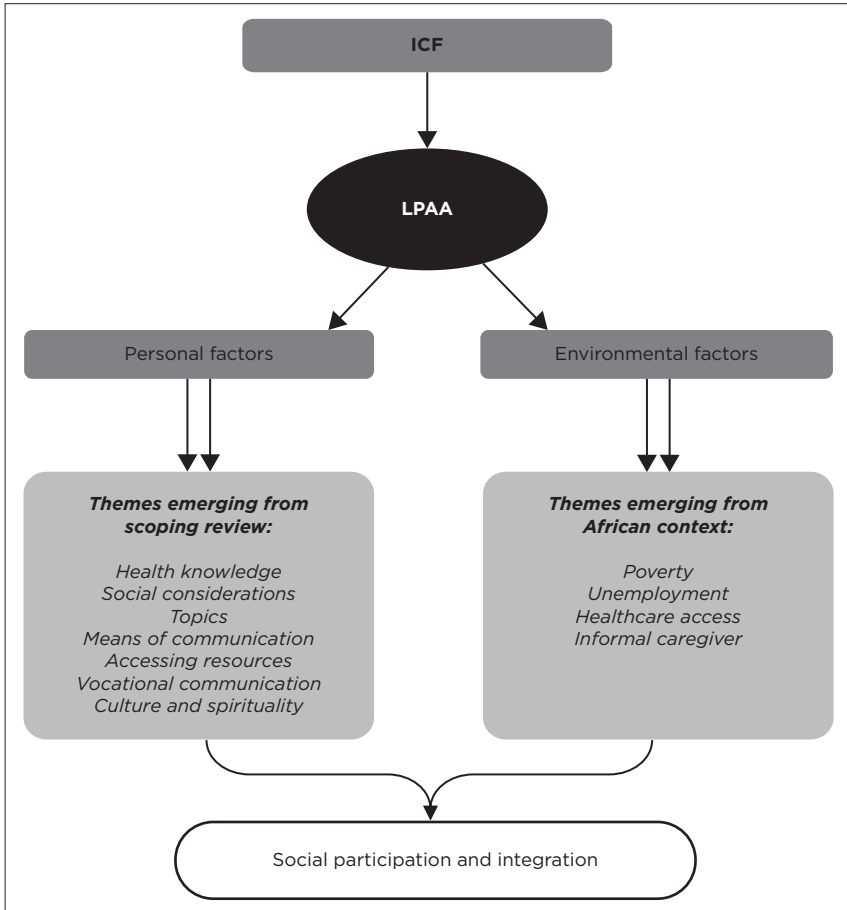 ICF
LPAA
Personal factors
Environmental factors
Themes emerging from
scoping review:
Health knowledge
Social considerations
Topics
Means of communication
Accessing resources
Vocational communication
Culture and spirituality
Themes emerging from
African context:
Poverty
Unemployment
Healthcare access
Informal caregiver
Social participation and integration